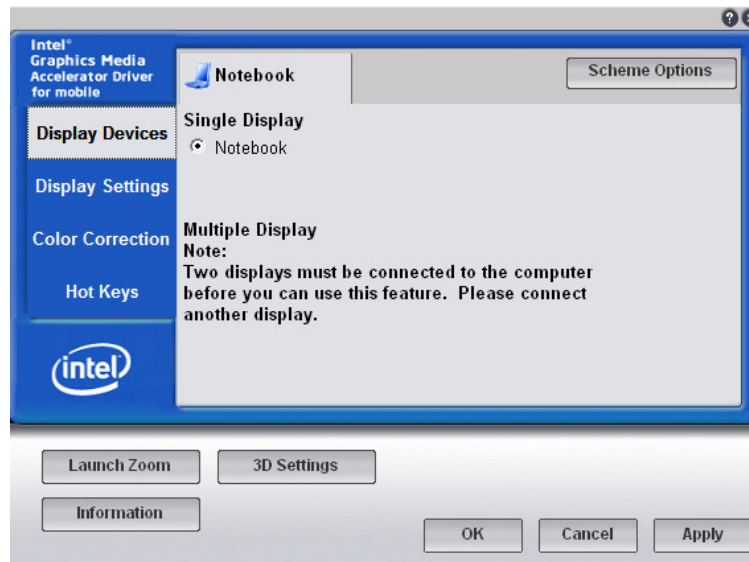 Intel®
Graphics Media
Accelerator Driver
for mobile
Notebook
Scheme Options
Display Devices
Display Settings
Color Correction
Hot Keys
intel
Single Display
Notebook
Multiple Display
Note:
Two displays must be connected to the computer
before you can use this feature. Please connect
another display.
Launch Zoom
3D Settings
Information
OK
Cancel
Apply